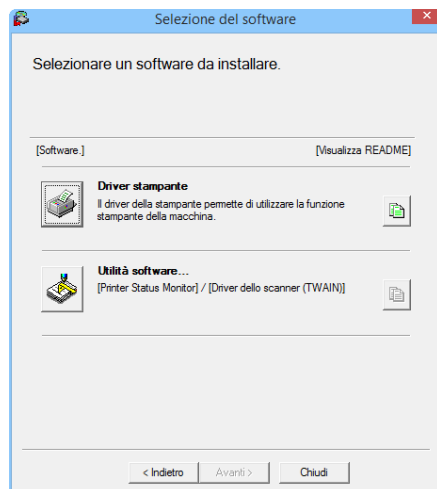 Selezione del software
Selezionare un software da installare.
[Software.] [Visualizza README]
Driver stampante
Il driver della stampante permette di utilizzare la funzione
stampante della macchina.
Utilità software...
[Printer Status Monitor] / [Driver dello scanner (TWAIN)]
< Indietro Avanti > Chiudi